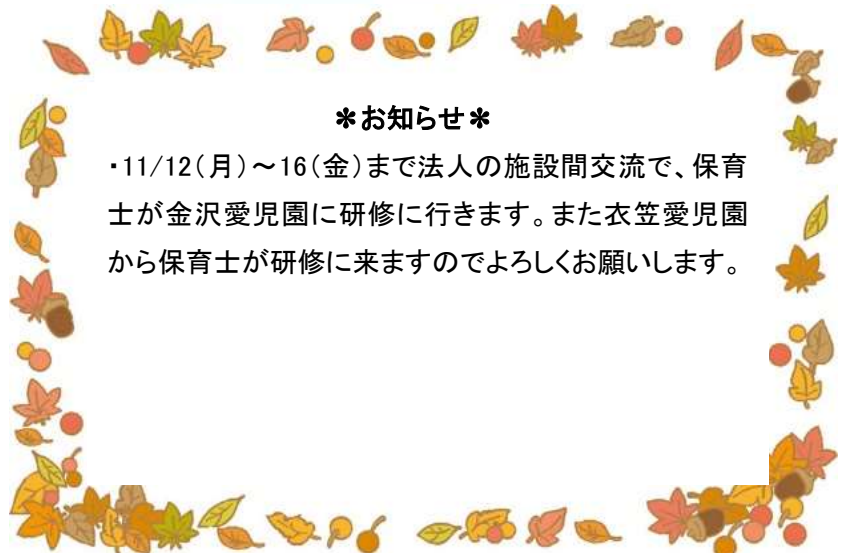 ＊お知らせ＊
・11/12(月)～16(金)まで法人の施設間交流で、保育
士が金沢愛児園に研修に行きます。また衣笠愛児園
から保育士が研修に来ますのでよろしくお願いします。